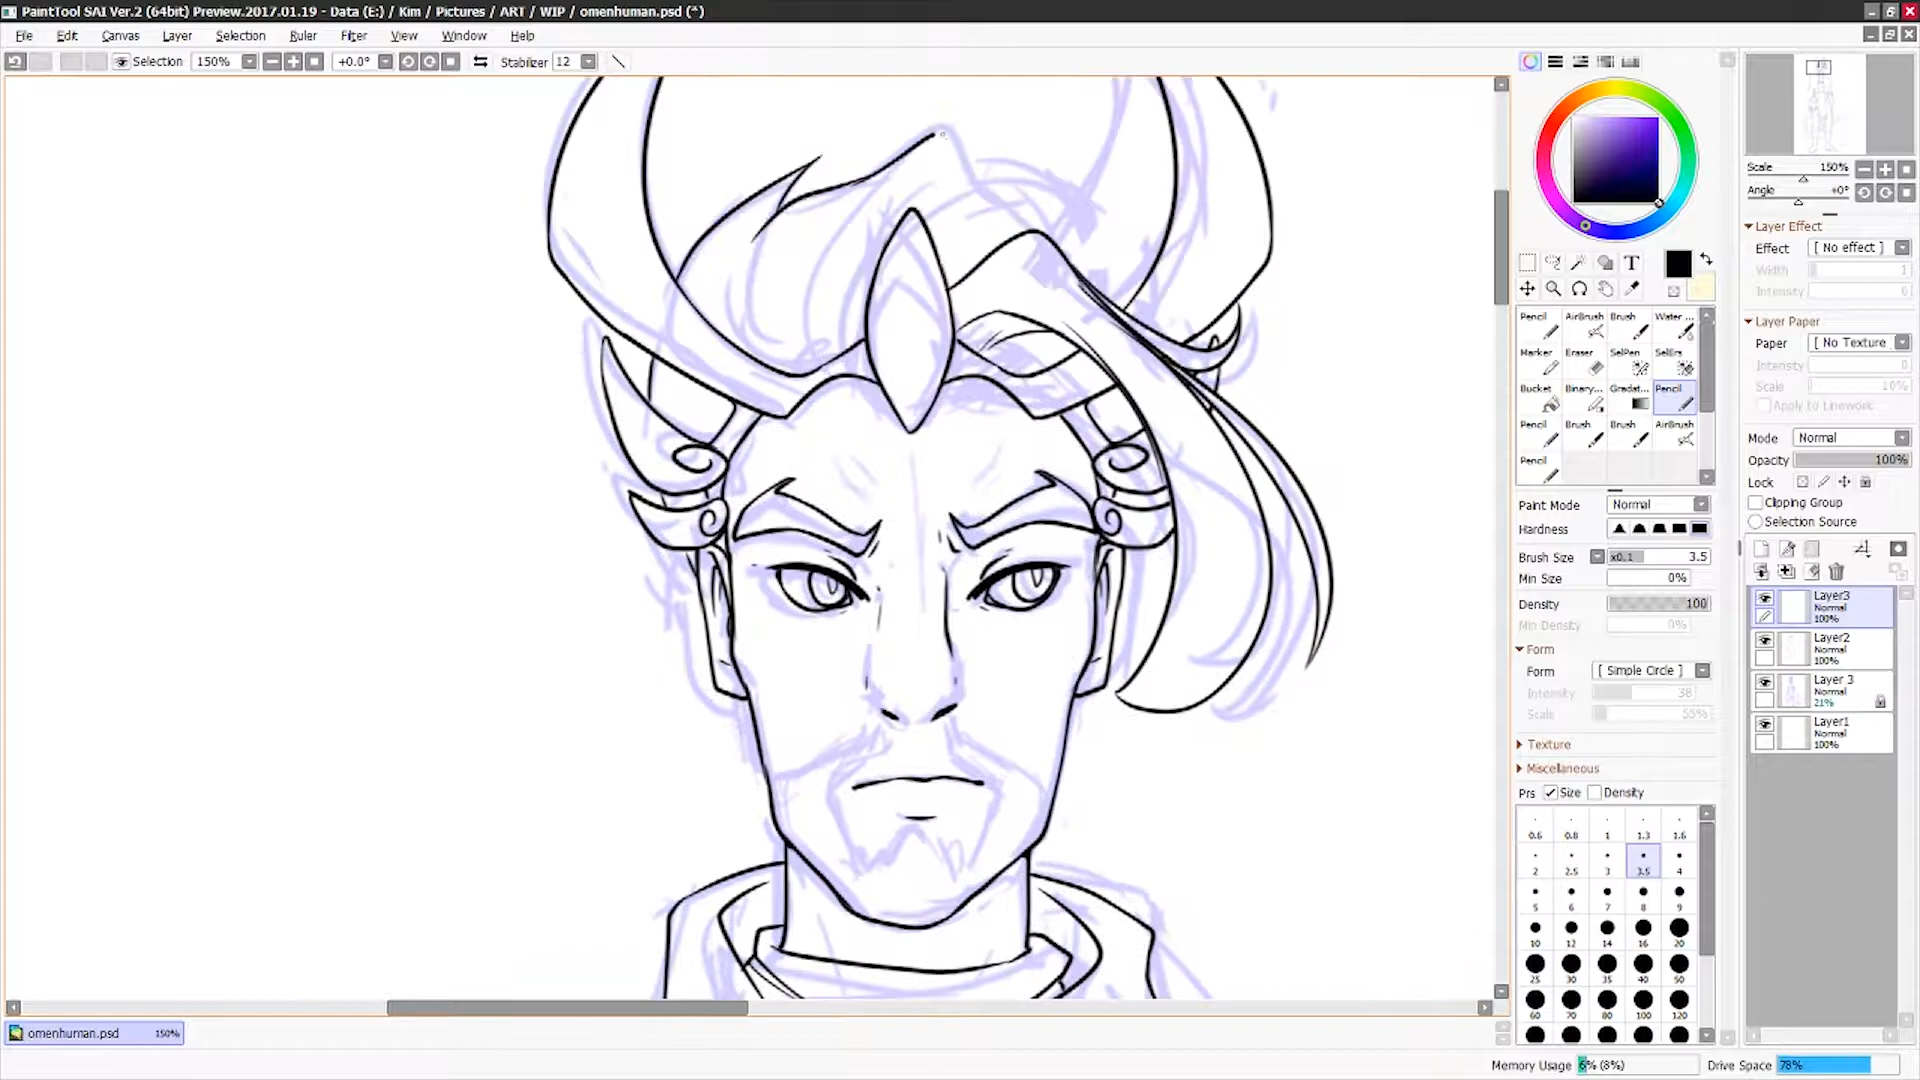 PaintTool SAI Ver.2 (64bit) Preview.2017.01.19 - Data (E:) / Kim / Pictures / ART / WIP / omenhuman.psd (*)
File Edit Canvas Layer Selection Ruler Filter View Window Help
Selection 150% +0.0° Stabilizer 12
Scale 150%
Angle +0°
Layer Effect
Effect [ No effect ]
Width 1
Intensity 0
Layer Paper
Paper [ No Texture
Intensity 0
Scale 10%
Apply to Linework
Mode Normal
Opacity 100%
Lock
Clipping Group
Selection Source
Layer3
Normal
100%
Layer2
Normal
100%
Layer 3
Normal
21%
Layer1
Normal
100%
T
Pencil AirBrush Brush Water ...
Marker Eraser SelPen SelErs
Bucket Binary... Gradat... Pencil
Pencil Brush Brush AirBrush
Pencil
Paint Mode Normal
Hardness
Brush Size x0.1 3.5
Min Size 0%
Density 100
Min Density 0%
Form
Form [ Simple Circle ]
Intensity 38
Scale 55%
Texture
Miscellaneous
Prs Size Density
0.6 0.8 1 1.3 1.6
2 2.5 3 3.5 4
5 6 7 8 9
10 12 14 16 20
25 30 35 40 50
60 70 80 100 120
omenhuman.psd 150%
Memory Usage 6% (8%) Drive Space 78%